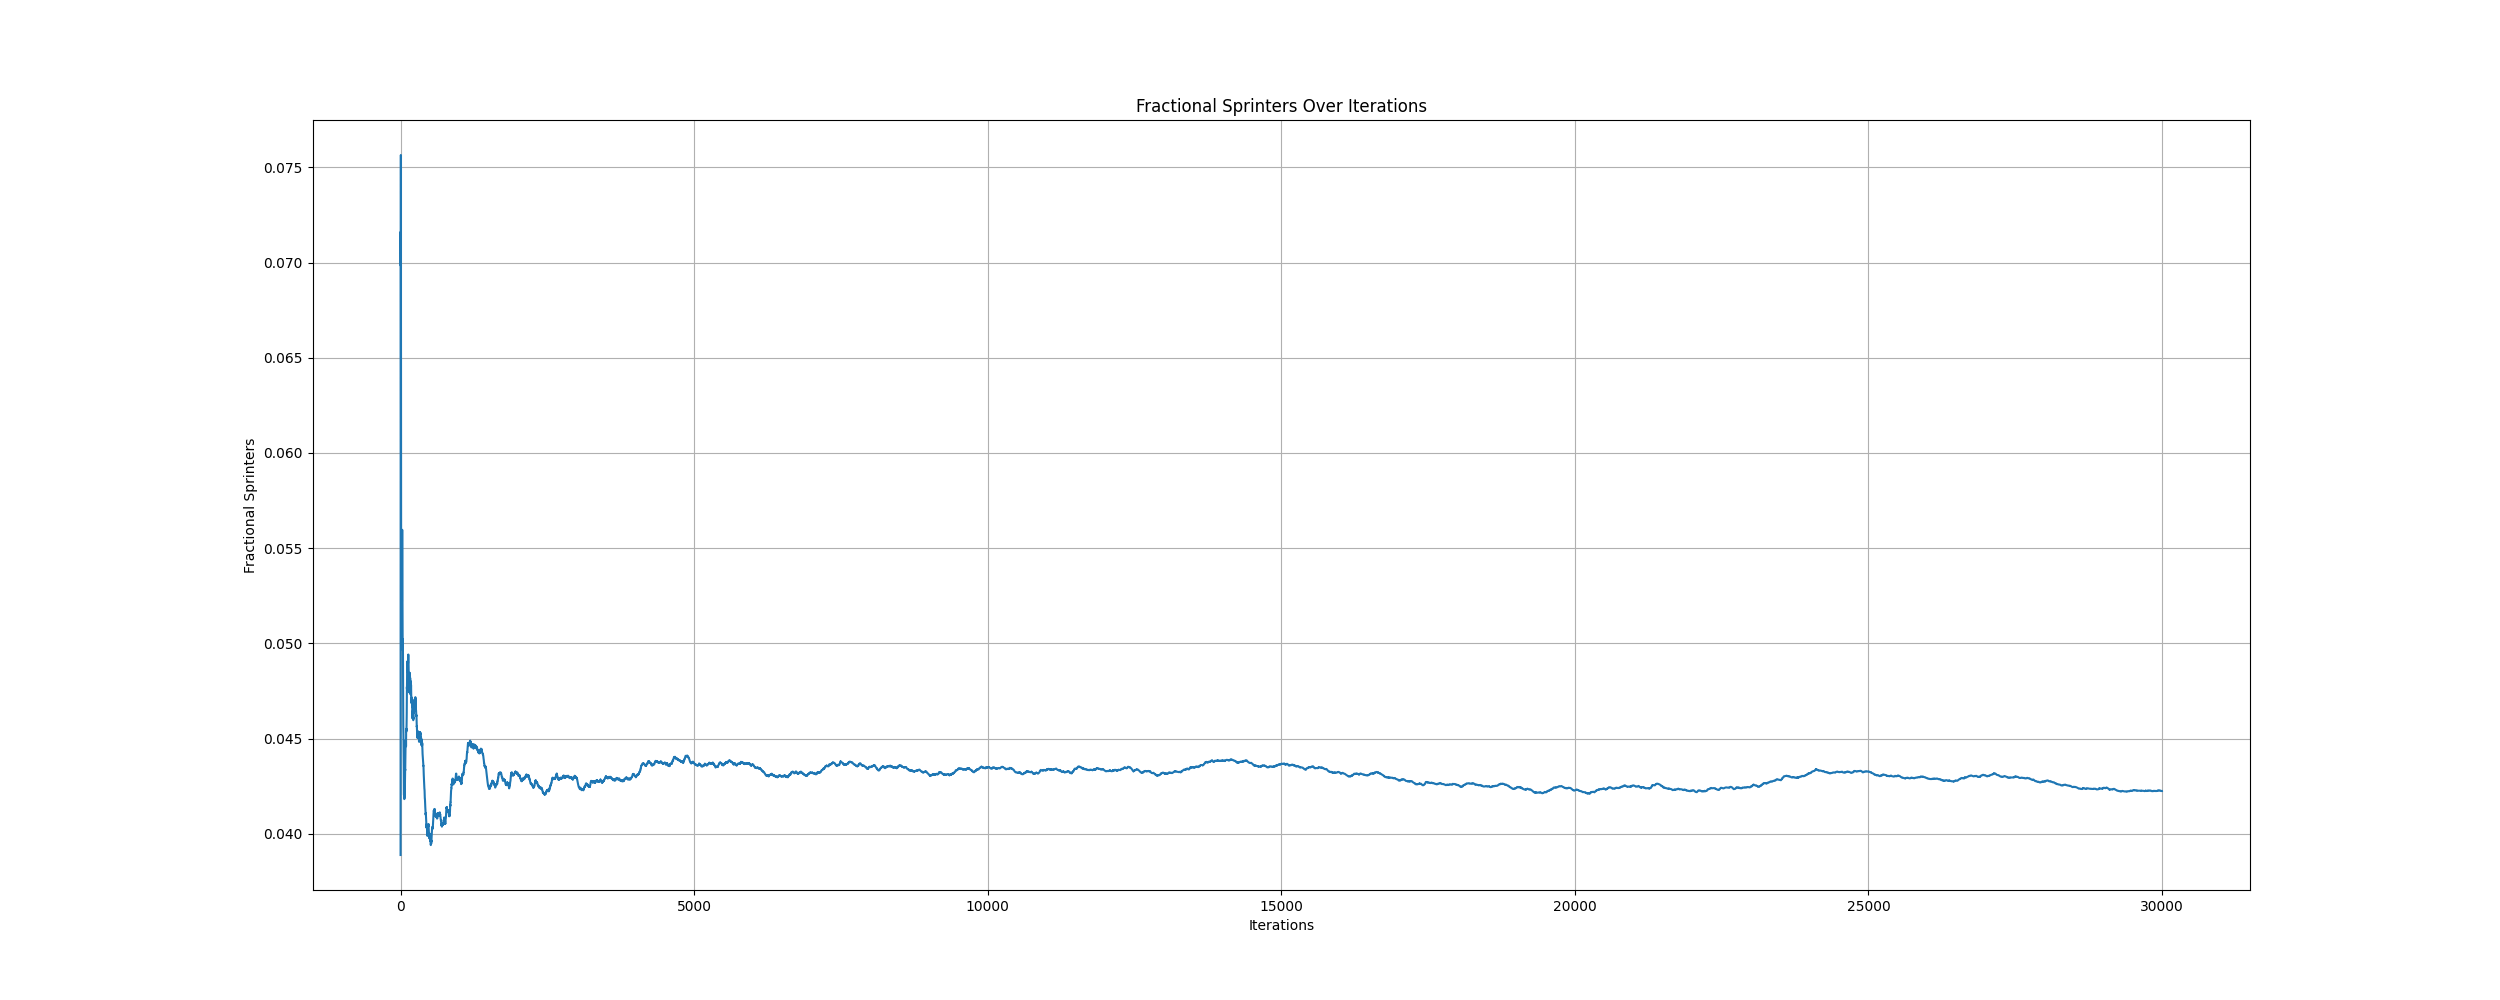 Fractional Sprinters Over Iterations
0.075
0.070
0.065
0.060
0.055
0.050
0.045
0.040
Fractional Sprinters
0 5000 10000 15000 20000 25000 30000
Iterations